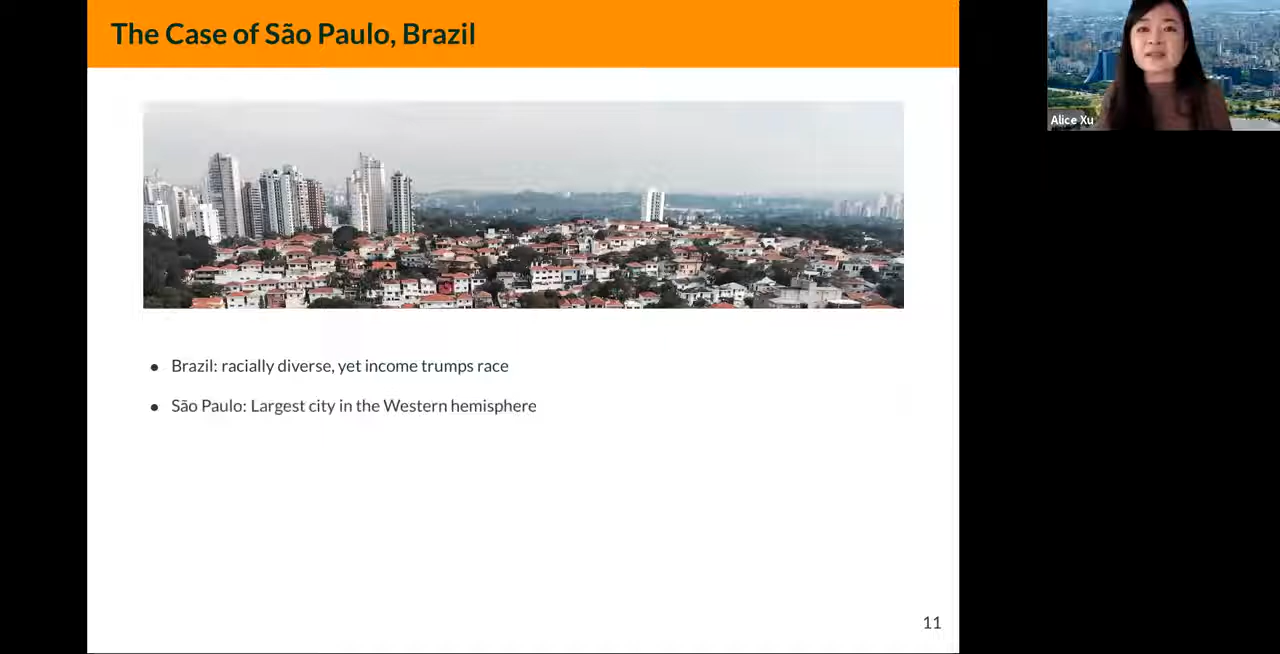 The Case of São Paulo, Brazil
Alice Xu
● Brazil: racially diverse, yet income trumps race
● São Paulo: Largest city in the Western hemisphere
11